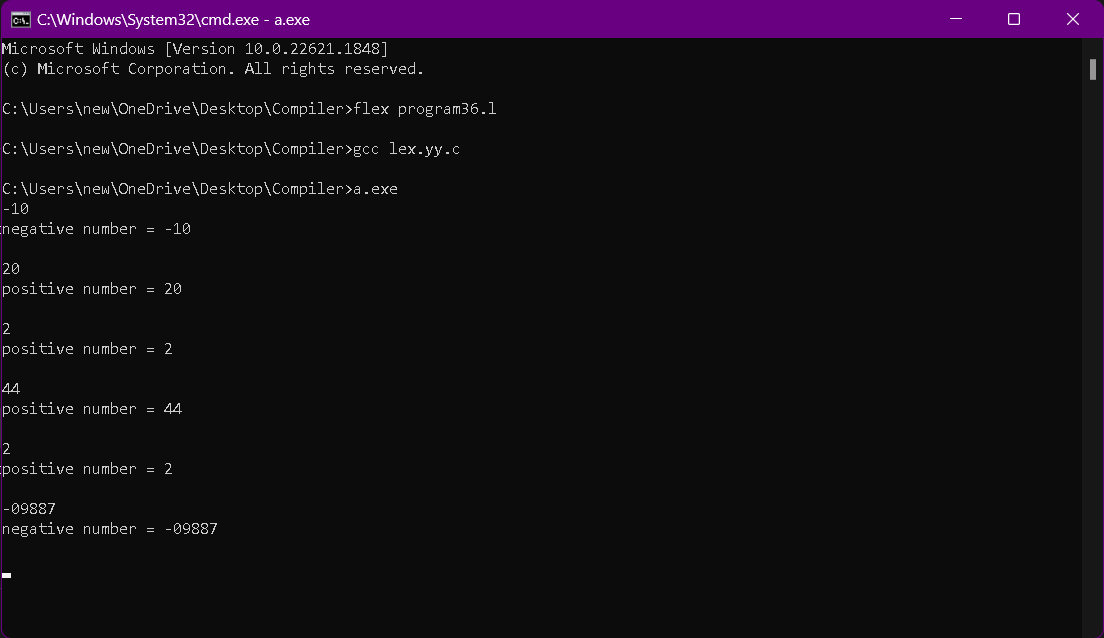 C:\Windows\System32\cmd.exe - a.exe
Microsoft Windows [Version 10.0.22621.1848]
(c) Microsoft Corporation. All rights reserved.
C:\Users\new\OneDrive\Desktop\Compiler>flex program36.l
C:\Users\new\OneDrive\Desktop\Compiler>gcc lex.yy.c
C:\Users\new\OneDrive\Desktop\Compiler>a.exe
-10
negative number = -10
20
positive number = 20
2
positive number = 2
44
positive number = 44
2
positive number = 2
-09887
negative number = -09887